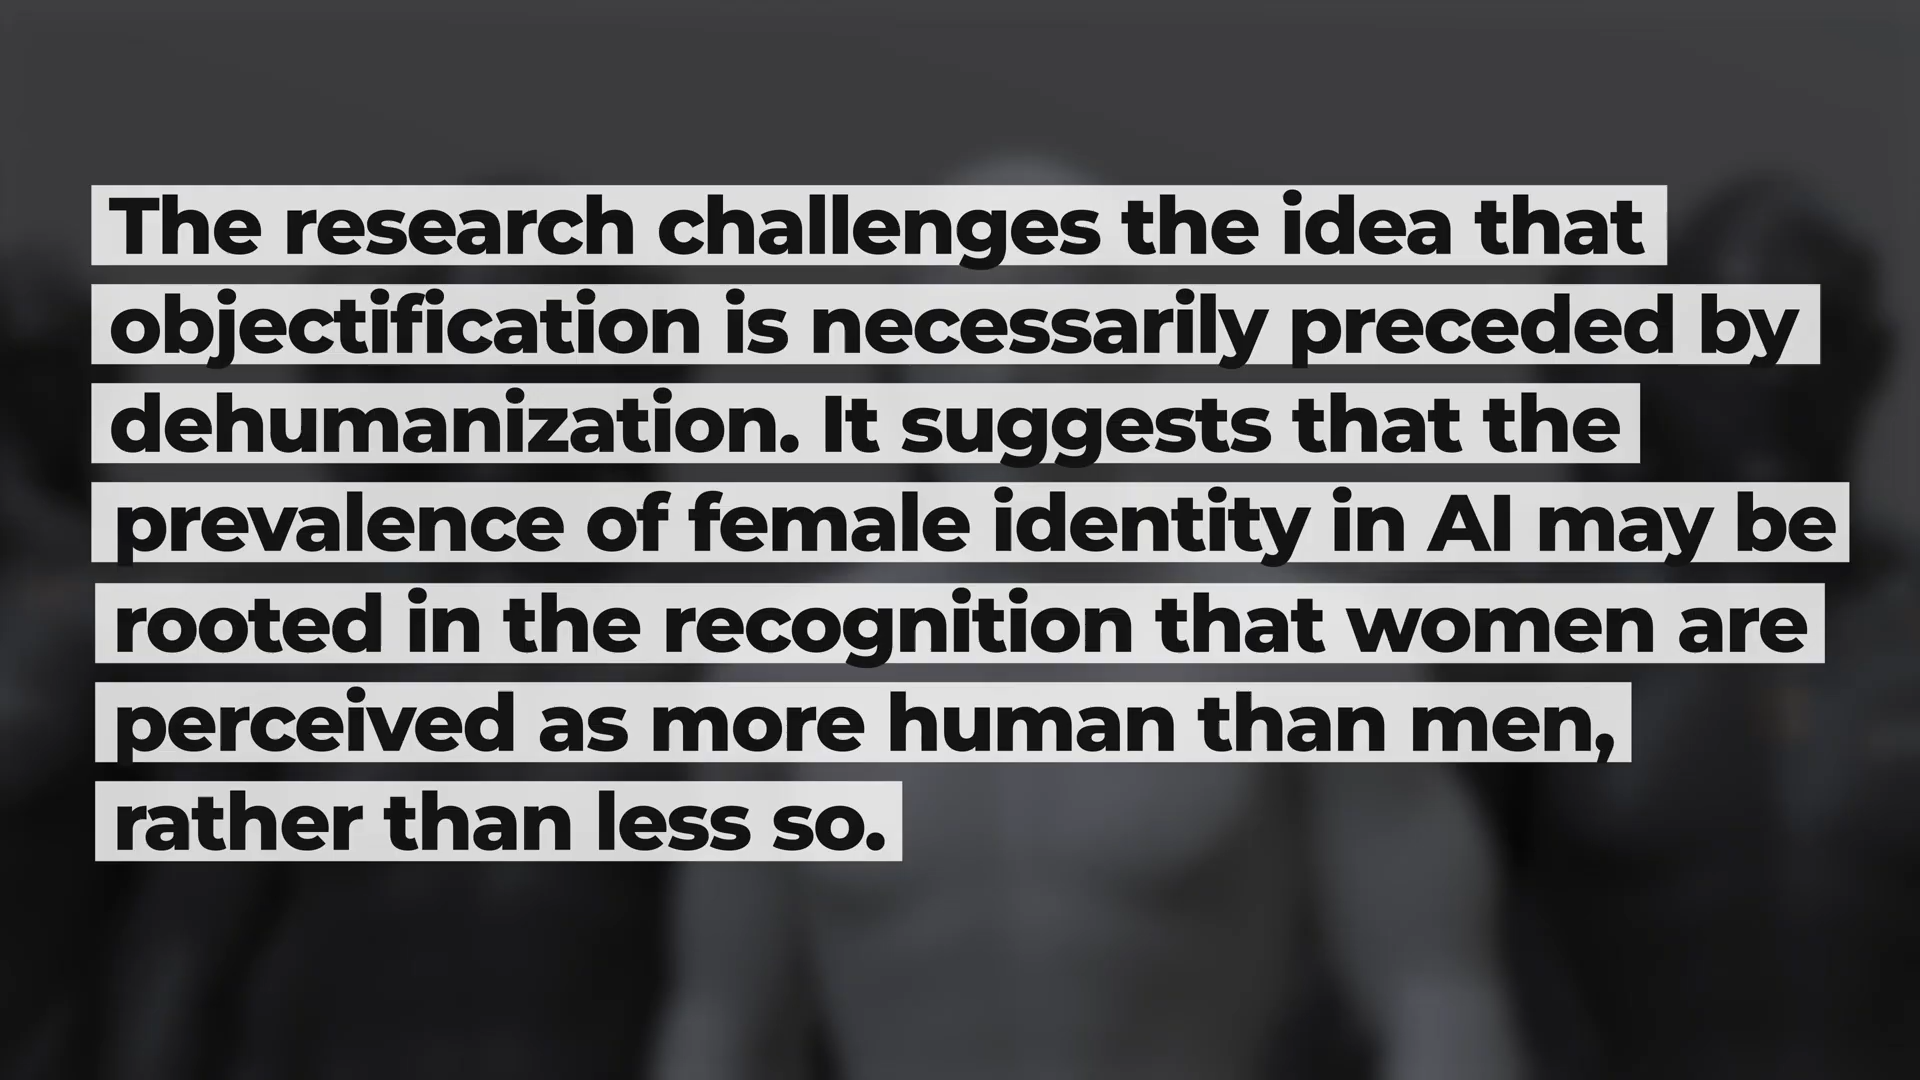 The research challenges the idea that
objectification is necessarily preceded by
dehumanization. It suggests that the
prevalence of female identity in AI may be
rooted in the recognition that women are
perceived as more human than men,
rather than less so.